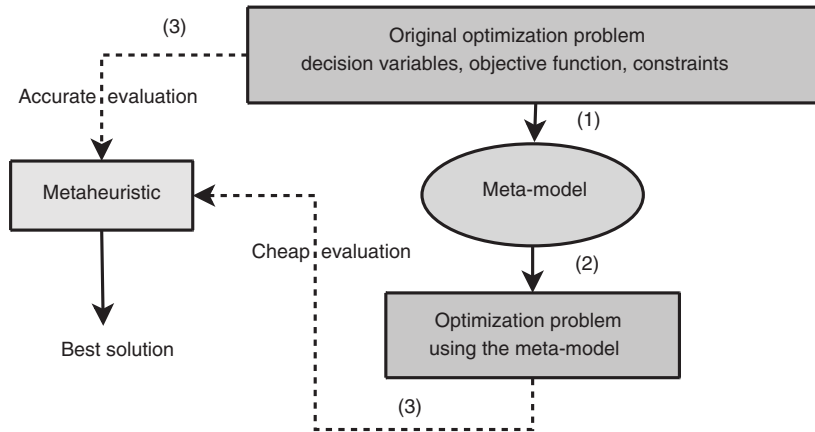 (3)
Original optimization problem
decision variables, objective function, constraints
Accurate evaluation
(1)
Metaheuristic
Meta-model
Cheap evaluation
(2)
Best solution
Optimization problem
using the meta-model
(3)